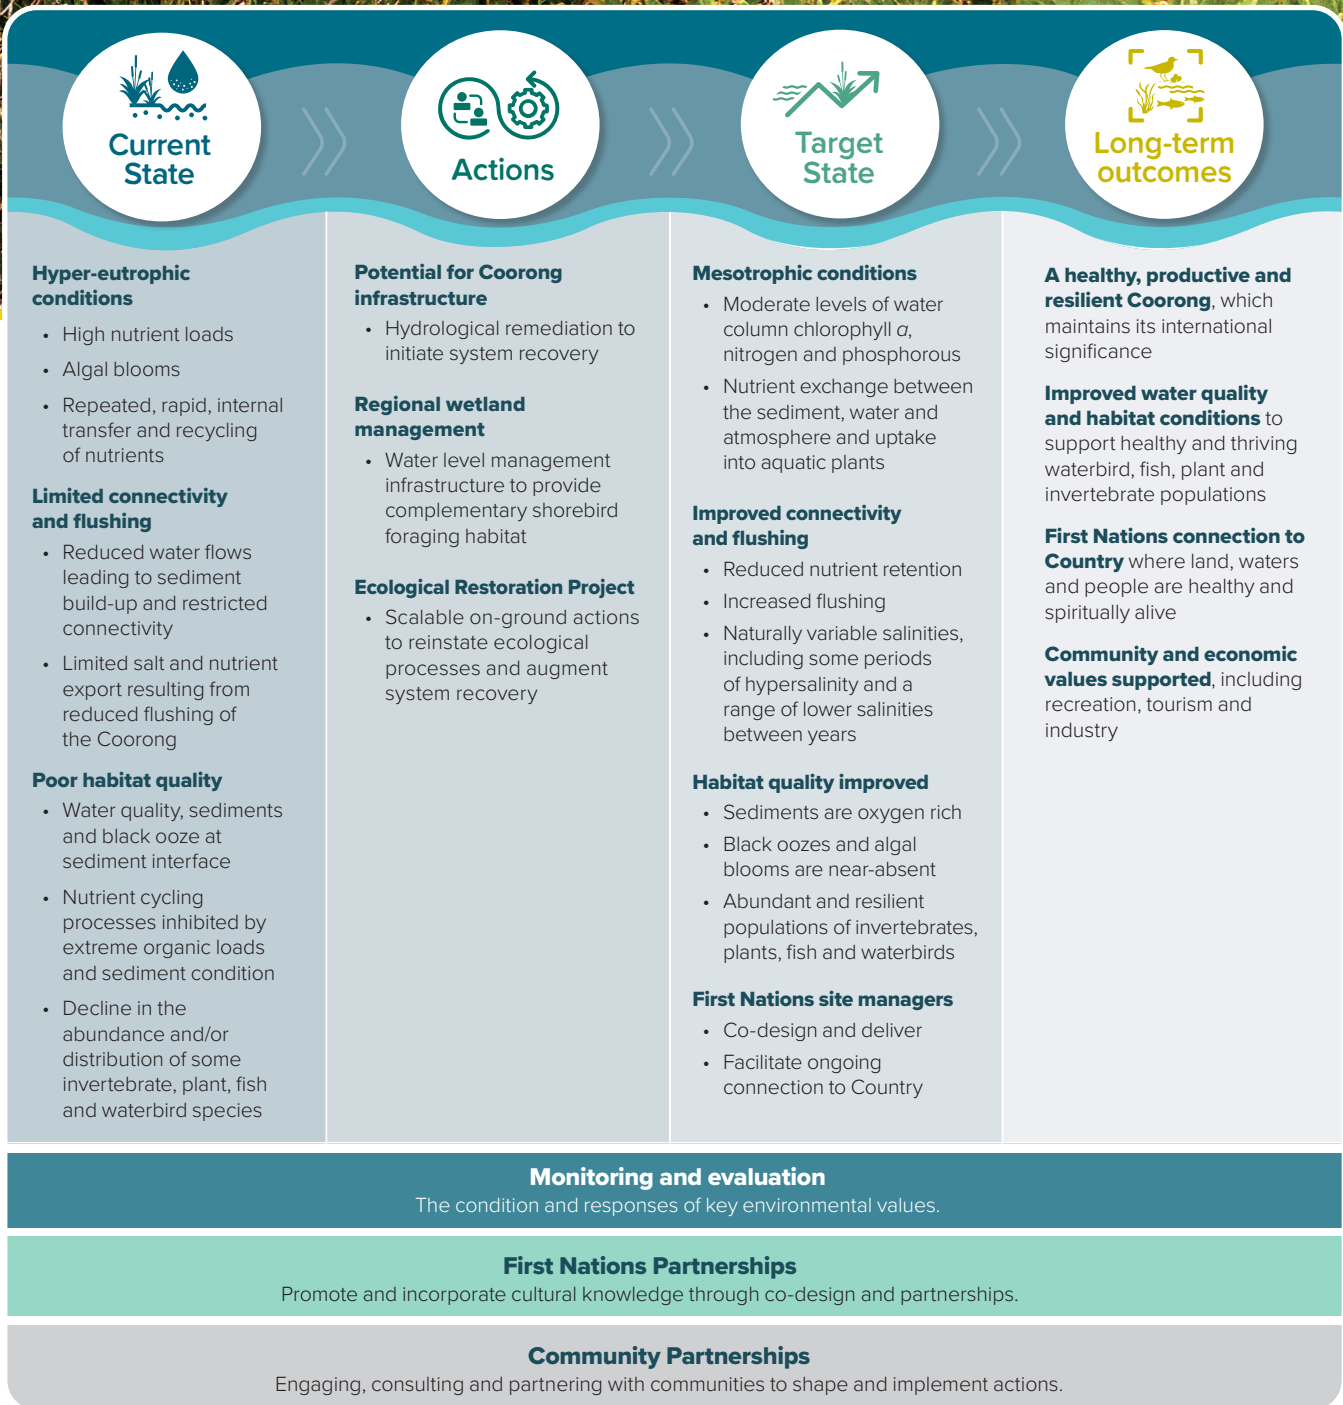 Current
State
Actions
Target
State
Long-term
outcomes
Hyper-eutrophic
conditions
• High nutrient loads
• Algal blooms
• Repeated, rapid, internal
transfer and recycling
of nutrients
Limited connectivity
and flushing
• Reduced water flows
leading to sediment
build-up and restricted
connectivity
• Limited salt and nutrient
export resulting from
reduced flushing of
the Coorong
Poor habitat quality
• Water quality, sediments
and black ooze at
sediment interface
• Nutrient cycling
processes inhibited by
extreme organic loads
and sediment condition
• Decline in the
abundance and/or
distribution of some
invertebrate, plant, fish
and waterbird species
Potential for Coorong
infrastructure
• Hydrological remediation to
initiate system recovery
Regional wetland
management
• Water level management
infrastructure to provide
complementary shorebird
foraging habitat
Ecological Restoration Project
• Scalable on-ground actions
to reinstate ecological
processes and augment
system recovery
Mesotrophic conditions
• Moderate levels of water
column chlorophyll a,
nitrogen and phosphorous
• Nutrient exchange between
the sediment, water and
atmosphere and uptake
into aquatic plants
Improved connectivity
and flushing
• Reduced nutrient retention
• Increased flushing
• Naturally variable salinities,
including some periods
of hypersalinity and a
range of lower salinities
between years
Habitat quality improved
• Sediments are oxygen rich
• Black oozes and algal
blooms are near-absent
• Abundant and resilient
populations of invertebrates,
plants, fish and waterbirds
First Nations site managers
• Co-design and deliver
• Facilitate ongoing
connection to Country
A healthy, productive and
resilient Coorong, which
maintains its international
significance
Improved water quality
and habitat conditions to
support healthy and thriving
waterbird, fish, plant and
invertebrate populations
First Nations connection to
Country where land, waters
and people are healthy and
spiritually alive
Community and economic
values supported, including
recreation, tourism and
industry
Monitoring and evaluation
The condition and responses of key environmental values.
First Nations Partnerships
Promote and incorporate cultural knowledge through co-design and partnerships.
Community Partnerships
Engaging, consulting and partnering with communities to shape and implement actions.